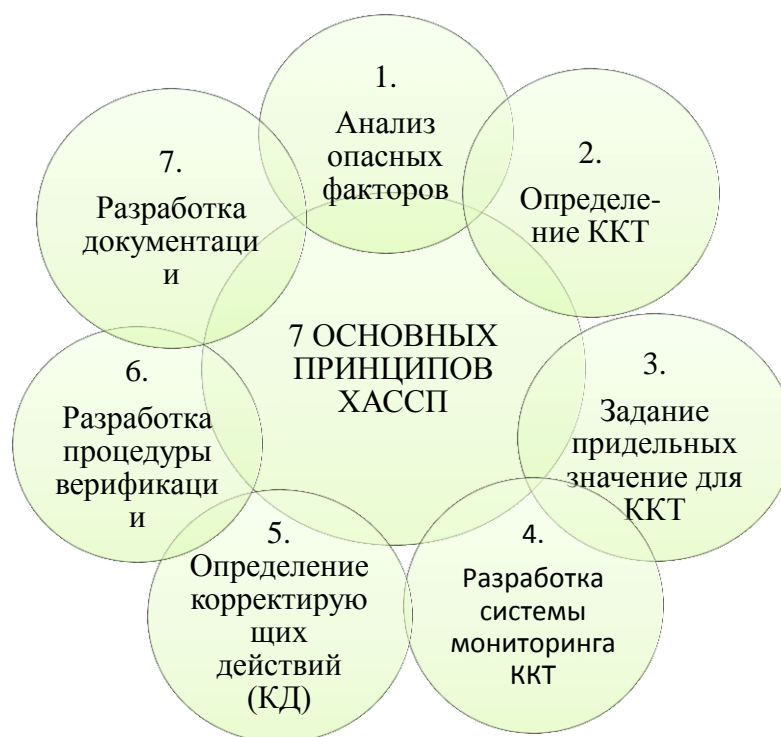 7 ОСНОВНЫХ
ПРИНЦИПОВ
ХАССП
1.
Анализ
опасных
факторов
2.
Определе-
ние ККТ
3.
Задание
придельных
значение для
ККТ
4.
Разработка
системы
мониторинга
ККТ
5.
Определение
корректирую
щих
действий
(КД)
6.
Разработка
процедуры
верификаци
и
7.
Разработка
документаци
и